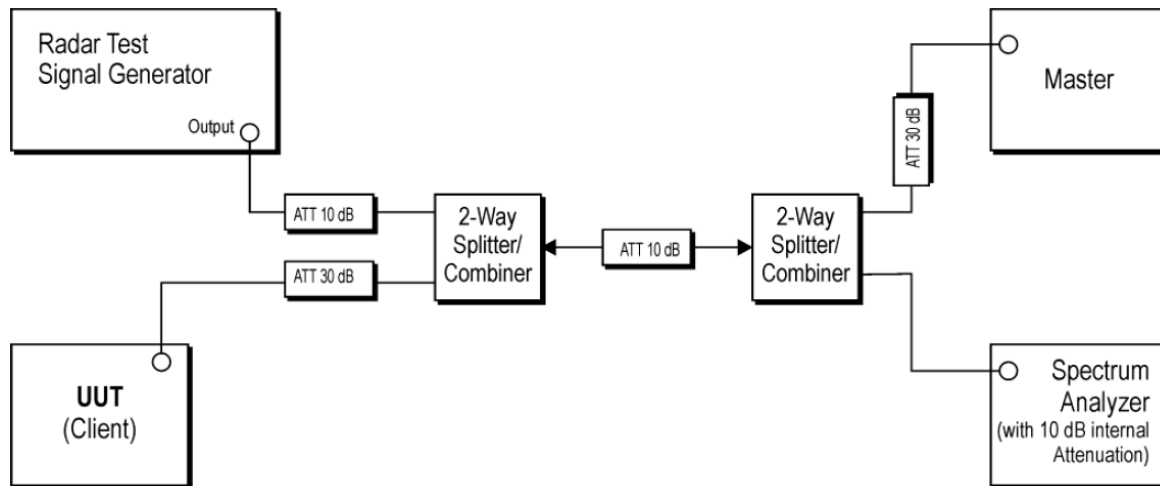 Radar Test
Signal Generator
Output
ATT 10 dB
ATT 30 dB
2-Way
Splitter/
Combiner
ATT 10 dB
2-Way
Splitter/
Combiner
ATT 30 dB
Master
UUT
(Client)
Spectrum
Analyzer
(with 10 dB internal
Attenuation)